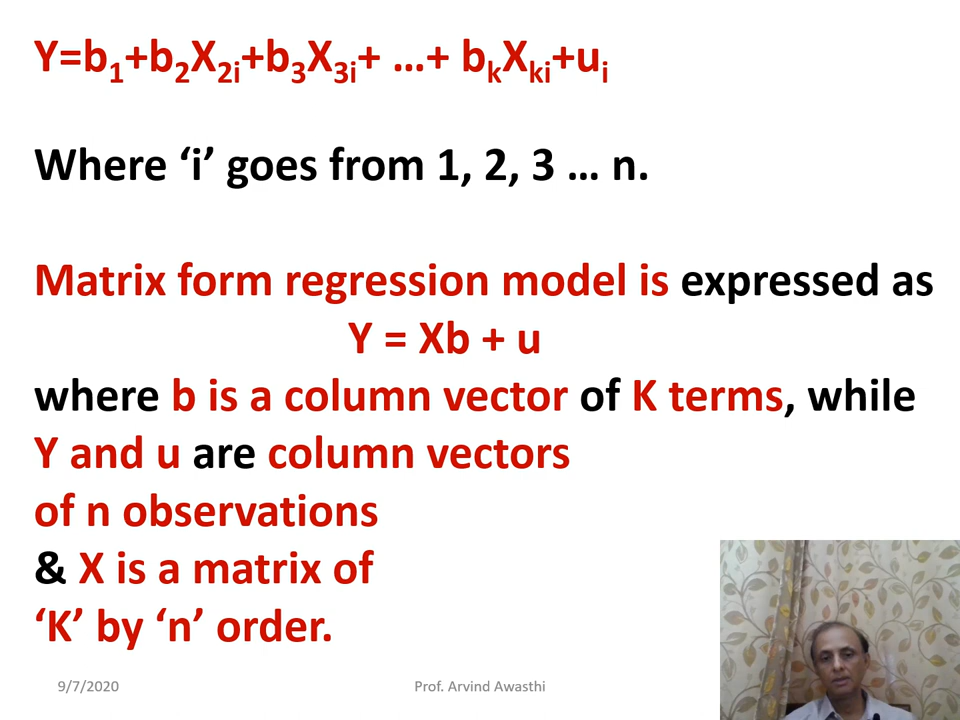 Y=b₁+b₂X₂ᵢ+b₃X₃ᵢ+ …+ bₖXₖᵢ+uᵢ
Where ‘i’ goes from 1, 2, 3 … n.
Matrix form regression model is expressed as
Y = Xb + u
where b is a column vector of K terms, while
Y and u are column vectors
of n observations
& X is a matrix of
‘K’ by ‘n’ order.
9/7/2020
Prof. Arvind Awasthi